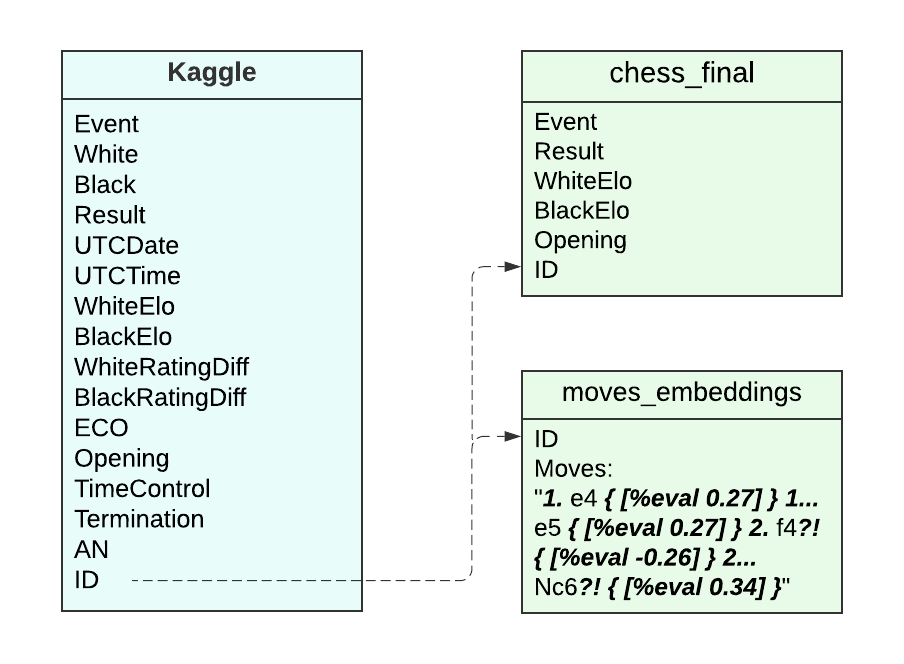 Kaggle
Event
White
Black
Result
UTCDate
UTCTime
WhiteElo
BlackElo
WhiteRatingDiff
BlackRatingDiff
ECO
Opening
TimeControl
Termination
AN
ID
chess_final
Event
Result
WhiteElo
BlackElo
Opening
ID
moves_embeddings
ID
Moves:
"1. e4 { [%eval 0.27] } 1...
e5 { [%eval 0.27] } 2. f4?!
{ [%eval -0.26] } 2...
Nc6?! { [%eval 0.34] }"